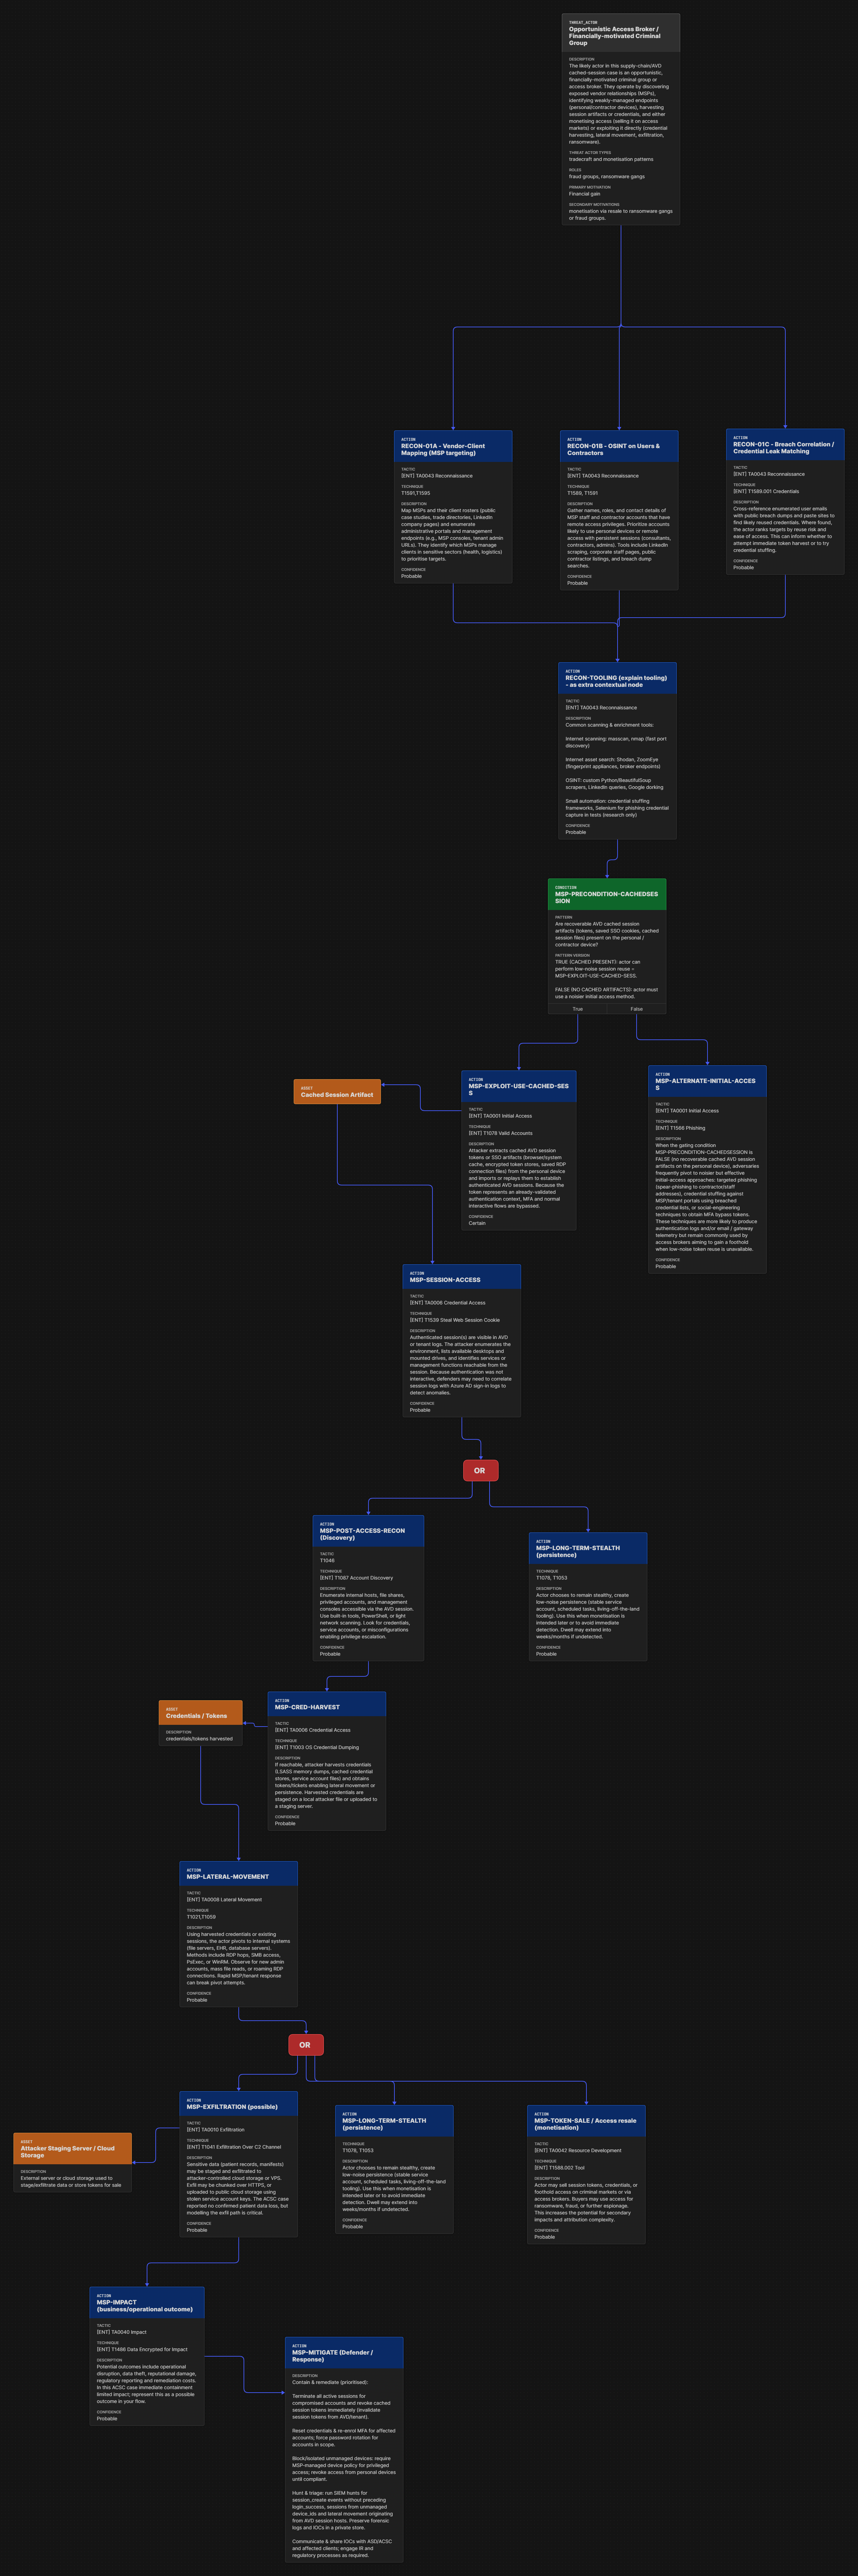 THREAT_ACTOR
Opportunistic Access Broker /
Financially-motivated Criminal
Group
DESCRIPTION
The likely actor in this supply-chain/AVD
cached-session case is an opportunistic,
financially-motivated criminal group or
access broker. They operate by discovering
exposed vendor relationships (MSPs),
identifying weakly-managed endpoints
(personal/contractor devices), harvesting
session artifacts or credentials, and either
monetising access (selling it on access
markets) or exploiting it directly (credential
harvesting, lateral movement, exfiltration,
ransomware).
THREAT ACTOR TYPES
tradecraft and monetisation patterns
ROLES
fraud groups, ransomware gangs
PRIMARY MOTIVATION
Financial gain
SECONDARY MOTIVATIONS
monetisation via resale to ransomware gangs
or fraud groups.
ACTION
RECON-01A - Vendor-Client
Mapping (MSP targeting)
TACTIC
[ENT] TA0043 Reconnaissance
TECHNIQUE
T1591,T1595
DESCRIPTION
Map MSPs and their client rosters (public
case studies, trade directories, LinkedIn
company pages) and enumerate
administrative portals and management
endpoints (e.g., MSP consoles, tenant admin
URLs). They identify which MSPs manage
clients in sensitive sectors (health, logistics)
to prioritise targets.
CONFIDENCE
Probable
ACTION
RECON-01B - OSINT on Users &
Contractors
TACTIC
[ENT] TA0043 Reconnaissance
TECHNIQUE
T1589, T1591
DESCRIPTION
Gather names, roles, and contact details of
MSP staff and contractor accounts that have
remote access privileges. Prioritize accounts
likely to use personal or remote devices or
access with persistent sessions (consultants,
contractors, admins). Tools include LinkedIn
scraping, corporate staff pages, public
contractor listings, and breach dump
searches.
CONFIDENCE
Probable
ACTION
RECON-01C - Breach Correlation /
Credential Leak Matching
TACTIC
[ENT] TA0043 Reconnaissance
TECHNIQUE
[ENT] T1589.001 Credentials
DESCRIPTION
Cross-reference enumerated user emails
with public breach dumps and paste sites to
find likely reused credentials. Where found,
the actor ranks targets by reuse risk and
ease of access. This can inform whether to
attempt immediate token harvest or to try
credential stuffing.
CONFIDENCE
Probable
ACTION
RECON-TOOLING (explain tooling)
- as extra contextual node
TACTIC
[ENT] TA0043 Reconnaissance
DESCRIPTION
Common scanning & enrichment tools:
Internet scanning: masscan, nmap (fast port
discovery)
Internet asset search: Shodan, ZoomEye
(fingerprint appliances, broker endpoints)
OSINT: custom Python/BeautifulSoup
scrapers, LinkedIn queries, Google dorking
Small automation: credential stuffing
frameworks, Selenium for phishing credential
capture in tests (research only)
CONFIDENCE
Probable
CONDITION
MSP-PRECONDITION-CACHEDSES
SION
PATTERN
Are recoverable AVD cached session
artifacts (tokens, saved SSO cookies, cached
session files) present on the personal /
contractor device?
PATTERN VERSION
TRUE (CACHED PRESENT): actor can
perform low-noise session reuse =
MSP-EXPLOIT-USE-CACHED-SESS.
FALSE (NO CACHED ARTIFACTS): actor must
use a noisier initial access method.
True
False
ASSET
Cached Session Artifact
ACTION
MSP-EXPLOIT-USE-CACHED-SES
S
TACTIC
[ENT] TA0001 Initial Access
TECHNIQUE
[ENT] T1078 Valid Accounts
DESCRIPTION
Attacker extracts cached AVD session
tokens or SSO artifacts (browser/system
cache, encrypted token stores, saved RDP
connection files) from the personal device
and imports or replays them to establish
authenticated AVD sessions. Because the
token represents an already-validated
authentication context, MFA and normal
interactive flows are bypassed.
CONFIDENCE
Certain
ACTION
MSP-ALTERNATE-INITIAL-ACCES
S
TACTIC
[ENT] TA0001 Initial Access
TECHNIQUE
[ENT] T1566 Phishing
DESCRIPTION
When the gating condition
MSP-PRECONDITION-CACHEDSESSION is
FALSE (no recoverable cached AVD session
artifacts on the personal device), adversaries
frequently pivot to noisier but effective
initial-access approaches: targeted phishing
(spear-phishing to contractor/staff
addresses), credential stuffing against
MSP/tenant portals using breached
credential lists, or social-engineering
techniques to obtain MFA bypass tokens.
These techniques are more likely to produce
authentication logs and/or email / gateway
telemetry but remain commonly used by
access brokers aiming to gain a foothold
when low-noise token reuse is unavailable.
CONFIDENCE
Probable
ACTION
MSP-SESSION-ACCESS
TACTIC
[ENT] TA0006 Credential Access
TECHNIQUE
[ENT] T1539 Steal Web Session Cookie
DESCRIPTION
Authenticated session(s) are visible in AVD
or tenant logs. The attacker enumerates the
environment, lists available desktops and
mounted drives, and identifies services or
management functions reachable from the
session. Because authentication was not
interactive, defenders may need to correlate
session logs with Azure AD sign-in logs to
detect anomalies.
CONFIDENCE
Probable
OR
ACTION
MSP-POST-ACCESS-RECON
(Discovery)
TACTIC
T1046
TECHNIQUE
[ENT] T1087 Account Discovery
DESCRIPTION
Enumerate internal hosts, file shares,
privileged accounts, and management
consoles accessible via the AVD session.
Use built-in tools, PowerShell, or light
network scanning. Look for credentials,
service accounts, or misconfigurations
enabling privilege escalation.
CONFIDENCE
Probable
ACTION
MSP-LONG-TERM-STEALTH
(persistence)
TECHNIQUE
T1078, T1053
DESCRIPTION
Actor chooses to remain stealthy, create
low-noise persistence (stable service
account, scheduled tasks, living-off-the-land
tooling). Use this when monetisation is
intended later or to avoid immediate
detection. Dwell may extend into
weeks/months if undetected.
CONFIDENCE
Probable
ASSET
Credentials / Tokens
DESCRIPTION
credentials/tokens harvested
ACTION
MSP-CRED-HARVEST
TACTIC
[ENT] TA0006 Credential Access
TECHNIQUE
[ENT] T1003 OS Credential Dumping
DESCRIPTION
If reachable, attacker harvests credentials
(LSASS memory dumps, cached credential
stores, service account files) and obtains
tokens/tickets enabling lateral movement or
persistence. Harvested credentials are
staged on a local attacker file or uploaded to
a staging server.
CONFIDENCE
Probable
ACTION
MSP-LATERAL-MOVEMENT
TACTIC
[ENT] TA0008 Lateral Movement
TECHNIQUE
T1021,T1059
DESCRIPTION
Using harvested credentials or existing
sessions, the actor pivots to internal systems
(file servers, EHR, database servers).
Methods include RDP hops, SMB access,
PsExec, or WinRM. Observe for new admin
accounts, mass file reads, or roaming RDP
connections. Rapid MSP/tenant response
can break pivot attempts.
CONFIDENCE
Probable
OR
ACTION
MSP-EXFILTRATION (possible)
TACTIC
[ENT] TA0010 Exfiltration
TECHNIQUE
[ENT] T1041 Exfiltration Over C2 Channel
DESCRIPTION
Sensitive data (patient records, manifests)
may be staged and exfiltrated to
attacker-controlled cloud storage or VPS.
Exfil may be chunked over HTTPS, or
uploaded to public cloud storage using
stolen service account keys. The ACSC case
reported no confirmed patient data loss, but
modelling the exfil path is critical.
CONFIDENCE
Probable
ACTION
MSP-LONG-TERM-STEALTH
(persistence)
TECHNIQUE
T1078, T1053
DESCRIPTION
Actor chooses to remain stealthy, create
low-noise persistence (stable service
account, scheduled tasks, living-off-the-land
tooling). Use this when monetisation is
intended later or to avoid immediate
detection. Dwell may extend into
weeks/months if undetected.
CONFIDENCE
Probable
ACTION
MSP-TOKEN-SALE / Access resale
(monetisation)
TACTIC
[ENT] TA0042 Resource Development
TECHNIQUE
[ENT] T1588.002 Tool
DESCRIPTION
Actor may sell session tokens, credentials, or
foothold access on criminal markets or via
access brokers. Buyers may use access for
ransomware, fraud, or further espionage.
This increases the potential for secondary
impacts and attribution complexity.
CONFIDENCE
Probable
ASSET
Attacker Staging Server / Cloud
Storage
DESCRIPTION
External server or cloud storage used to
stage/exfiltrate data or store tokens for sale
ACTION
MSP-IMPACT
(business/operational outcome)
TACTIC
[ENT] TA0040 Impact
TECHNIQUE
[ENT] T1486 Data Encrypted for Impact
DESCRIPTION
Potential outcomes include operational
disruption, data theft, reputational damage,
regulatory reporting and remediation costs.
In this ACSC case immediate containment
limited impact; represent this as a possible
outcome in your flow.
CONFIDENCE
Probable
ACTION
MSP-MITIGATE (Defender /
Response)
DESCRIPTION
Contain & remediate (prioritised):
Terminate all active sessions for
compromised accounts and revoke cached
session tokens immediately (invalidate
session tokens from AVD/tenant).
Reset credentials & re-enrol MFA for affected
accounts; force password rotation for
accounts in scope.
Block/isolated unmanaged devices: require
MSP-managed device policy for privileged
access; revoke access from personal devices
until compliant.
Hunt & triage: run SIEM hunts for
session_create events without preceding
login_success, sessions from unmanaged
device_ids and lateral movement originating
from AVD session hosts. Preserve forensic
logs and IOCs in a private store.
Communicate & share IOCs with ASD/ACSC
and affected clients; engage IR and
regulatory processes as required.